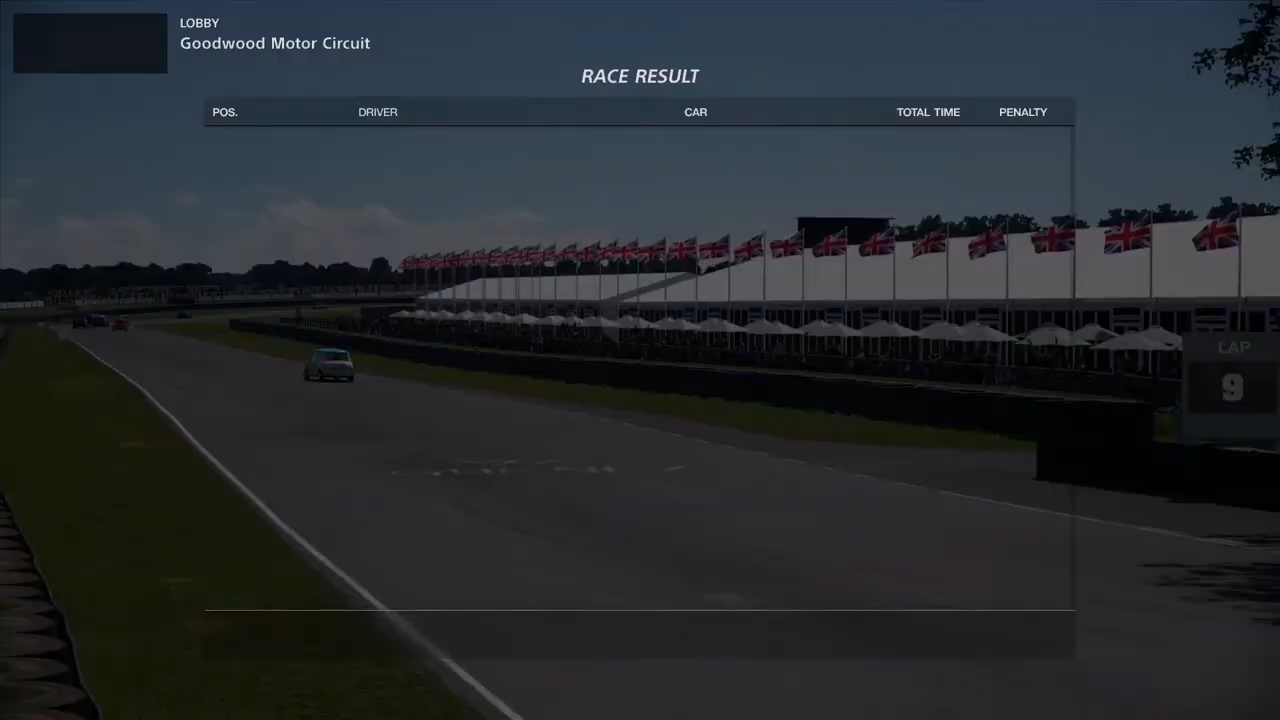 LOBBY
Goodwood Motor Circuit
RACE RESULT
POS. DRIVER CAR TOTAL TIME PENALTY
LAP
9